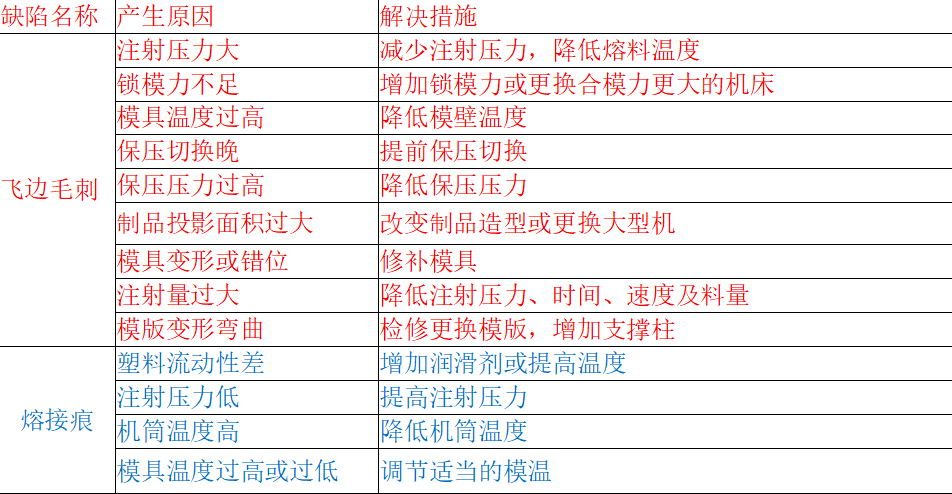 缺陷名称 产生原因 解决措施
注射压力大 减少注射压力，降低熔料温度
锁模力不足 增加锁模力或更换合模力更大的机床
模具温度过高 降低模壁温度
保压切换晚 提前保压切换
飞边毛刺 保压压力过高 降低保压压力
制品投影面积过大 改变制品造型或更换大型机
模具变形或错位 修补模具
注射量过大 降低注射压力、时间、速度及料量
模版变形弯曲 检修更换模版，增加支撑柱
塑料流动性差 增加润滑剂或提高温度
注射压力低 提高注射压力
熔接痕 机筒温度高 降低机筒温度
模具温度过高或过低 调节适当的模温